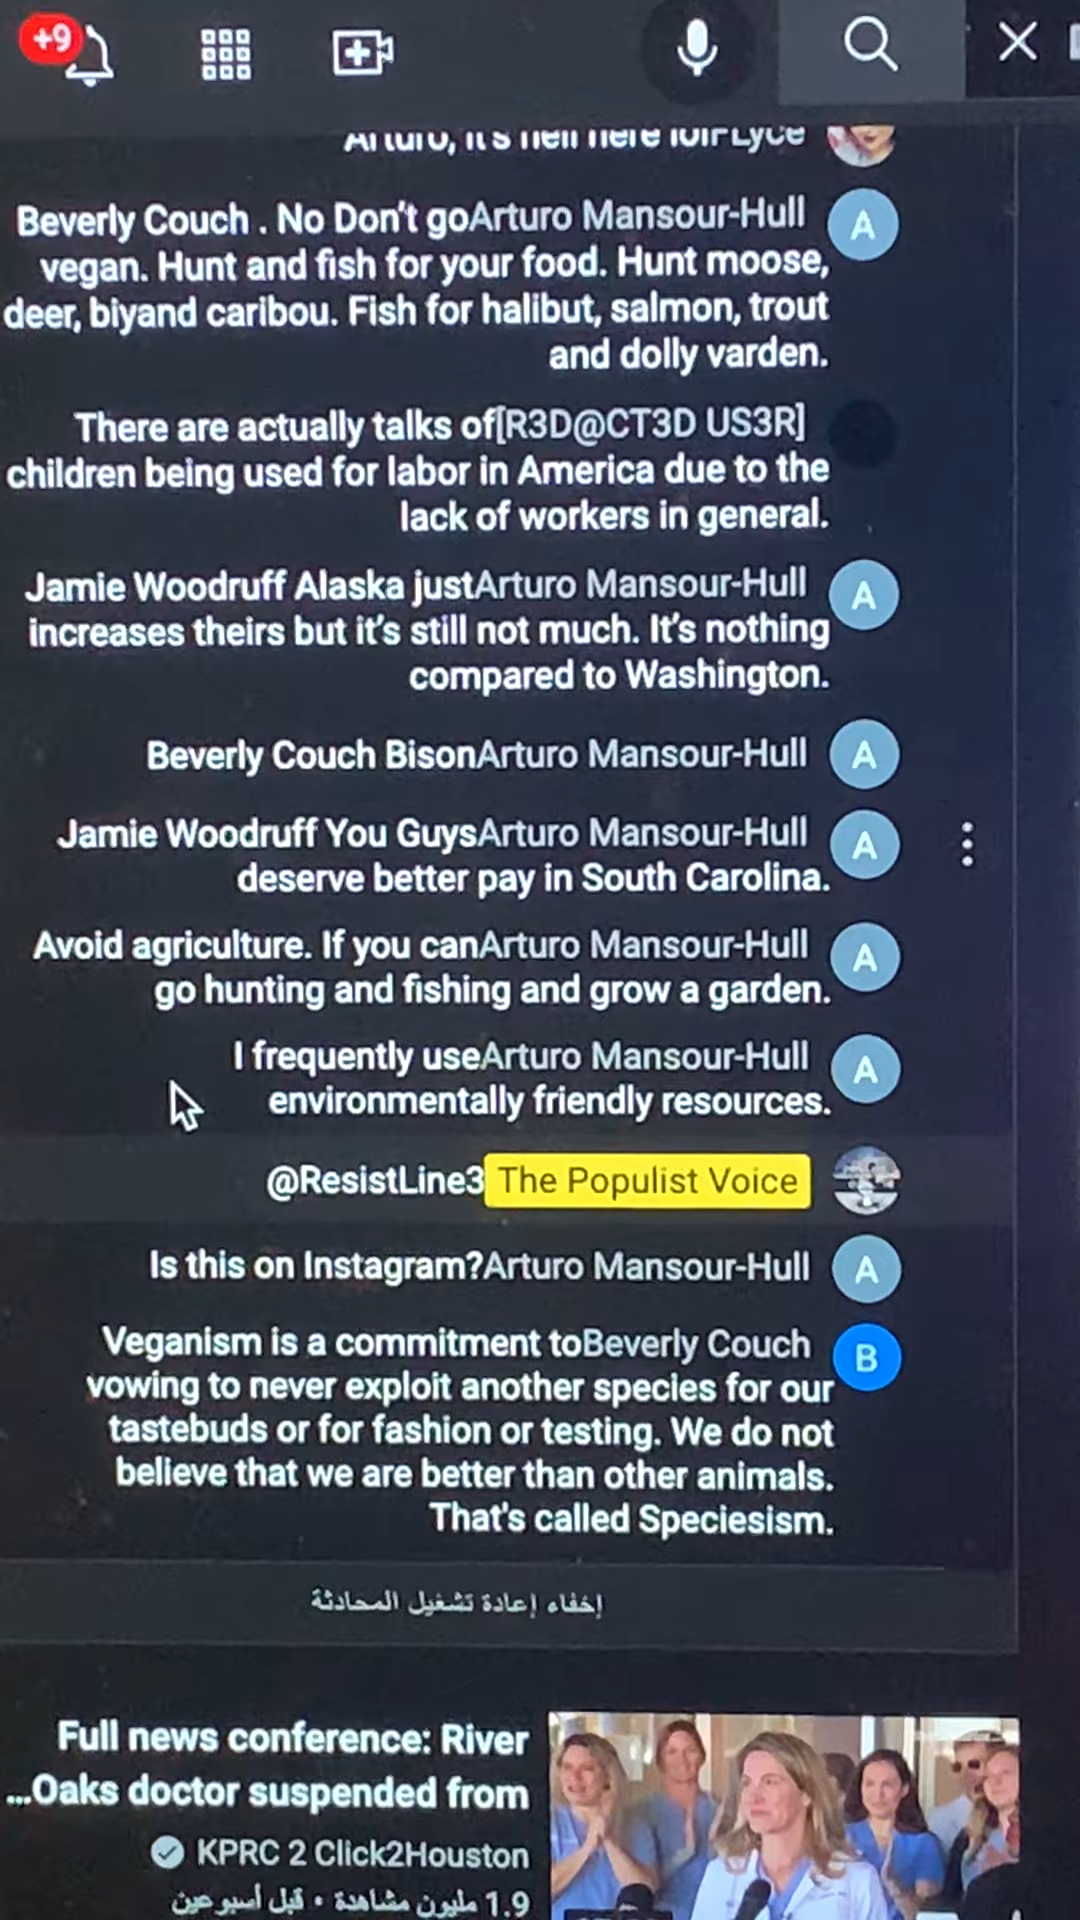 +9
Arturo, it's hell here lolFLyce
Beverly Couch . No Don't goArturo Mansour-Hull
A
vegan. Hunt and fish for your food. Hunt moose,
deer, biyand caribou. Fish for halibut, salmon, trout
and dolly varden.
There are actually talks of[R3D@CT3D US3R]
children being used for labor in America due to the
lack of workers in general.
Jamie Woodruff Alaska justArturo Mansour-Hull
A
increases theirs but it's still not much. It's nothing
compared to Washington.
Beverly Couch BisonArturo Mansour-Hull
A
Jamie Woodruff You GuysArturo Mansour-Hull
A
deserve better pay in South Carolina.
Avoid agriculture. If you canArturo Mansour-Hull
A
go hunting and fishing and grow a garden.
I frequently useArturo Mansour-Hull
A
environmentally friendly resources.
@ResistLine3 The Populist Voice
Is this on Instagram?Arturo Mansour-Hull
A
Veganism is a commitment toBeverly Couch
B
vowing to never exploit another species for our
tastebuds or for fashion or testing. We do not
believe that we are better than other animals.
That's called Speciesism.
إخفاء إعادة تشغيل المحادثة
Full news conference: River
...Oaks doctor suspended from
KPRC 2 Click2Houston
1.9 مليون مشاهدة • قبل أسبوعين